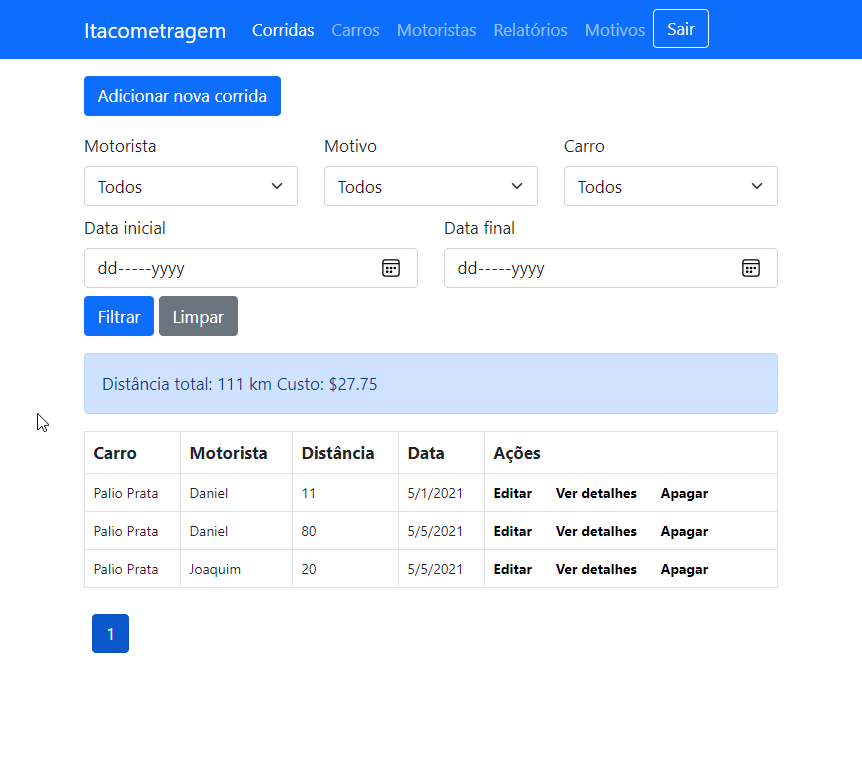 Itacometragem Corridas Carros Motoristas Relatórios Motivos Sair
Adicionar nova corrida
Motorista Motivo Carro
Todos Todos Todos
Data inicial Data final
dd-----yyyy dd-----yyyy
Filtrar Limpar
Distância total: 111 km Custo: $27.75
Carro Motorista Distância Data Ações
Palio Prata Daniel 11 5/1/2021 Editar Ver detalhes Apagar
Palio Prata Daniel 80 5/5/2021 Editar Ver detalhes Apagar
Palio Prata Joaquim 20 5/5/2021 Editar Ver detalhes Apagar
1